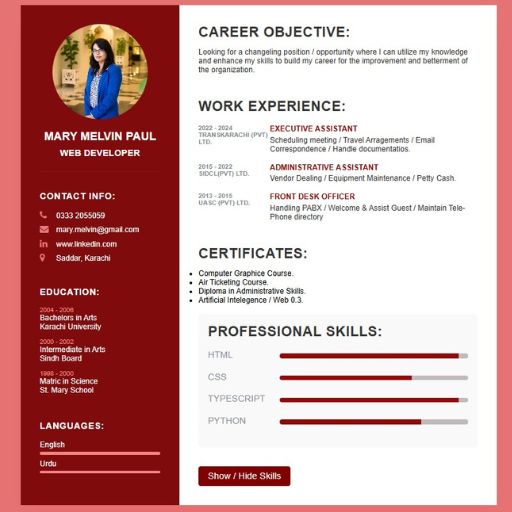 MARY MELVIN PAUL
WEB DEVELOPER
CONTACT INFO:
0333 2055059
mary.melvin@gmail.com
www.linkedin.com
Saddar, Karachi
EDUCATION:
2004 - 2006
Bachelors in Arts
Karachi University
2000 - 2002
Intermediate in Arts
Sindh Board
1998 - 2000
Matric in Science
St. Mary School
LANGUAGES:
English
Urdu
CAREER OBJECTIVE:
Looking for a changeling position / opportunity where I can utilize my knowledge
and enhance my skills to build my career for the improvement and betterment of
the organization.
WORK EXPERIENCE:
2022 - 2024
TRANSKARACHI (PVT)
LTD.
EXECUTIVE ASSISTANT
Scheduling meeting / Travel Arragements / Email
Correspondence / Handle documentatios.
2015 - 2022
SIDCL(PVT) LTD.
ADMINISTRATIVE ASSISTANT
Vendor Dealing / Equipment Maintenance / Petty Cash.
2013 - 2015
UASC (PVT) LTD.
FRONT DESK OFFICER
Handling PABX / Welcome & Assist Guest / Maintain Tele-
Phone directory
CERTIFICATES:
Computer Graphice Course.
Air Ticketing Course.
Diploma in Administrative Skills.
Artificial Intelegence / Web 0.3.
PROFESSIONAL SKILLS:
HTML
CSS
TYPESCRIPT
PYTHON
Show / Hide Skills